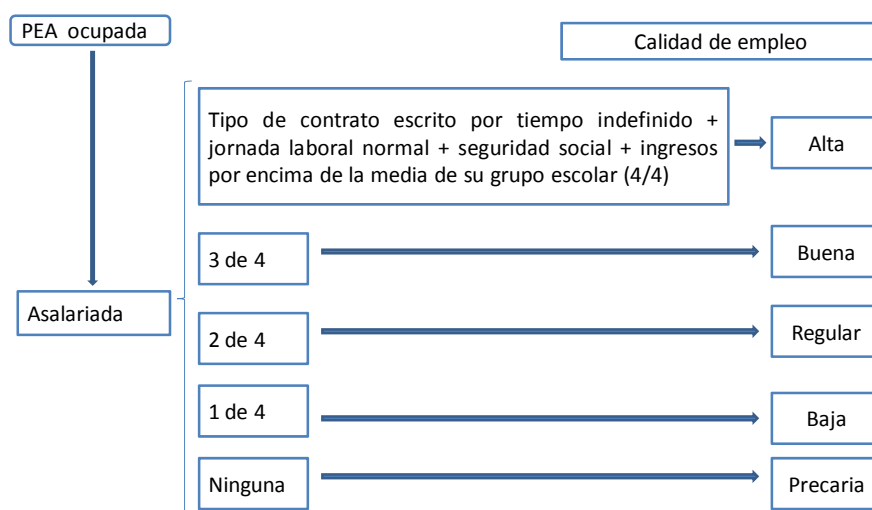 PEA ocupada
Calidad de empleo
Tipo de contrato escrito por tiempo indefinido +
jornada laboral normal + seguridad social + ingresos
por encima de la media de su grupo escolar (4/4)
Alta
3 de 4
Buena
Asalariada
2 de 4
Regular
1 de 4
Baja
Ninguna
Precaria